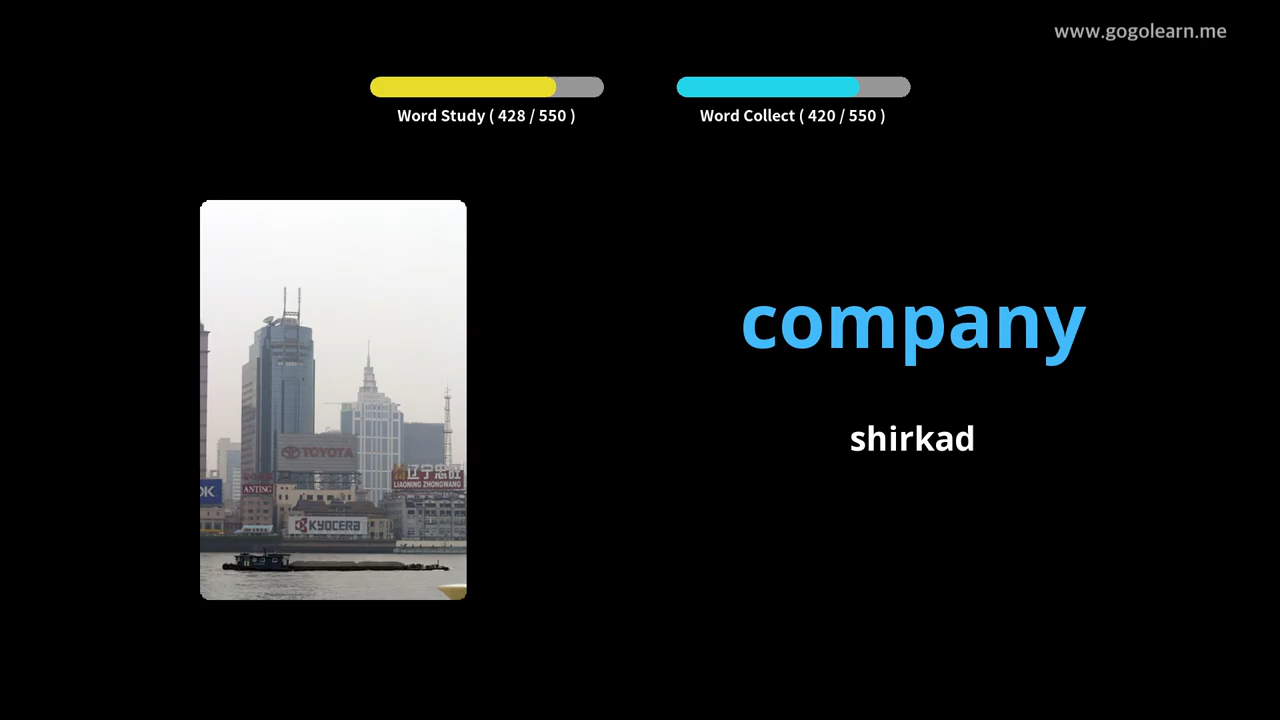 www.gogolearn.me
Word Study ( 428 / 550 )
Word Collect ( 420 / 550 )
company
shirkad
TOYOTA
辽宁忠旺
LIAONING ZHONGWANG
OK
ANTING
KYOCERA